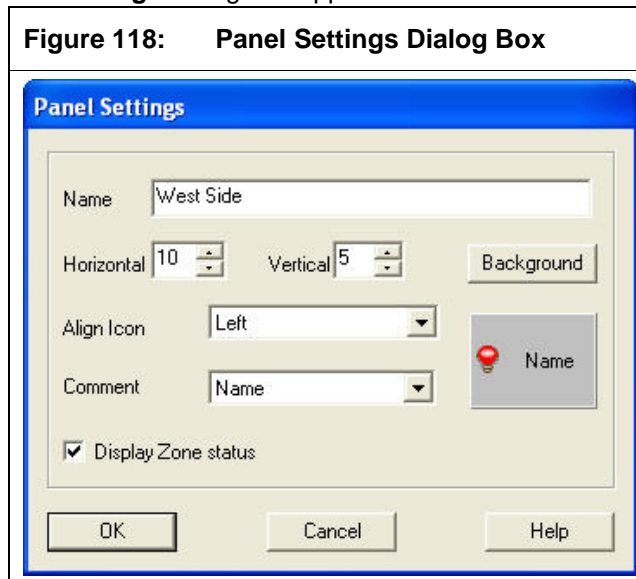 Figure 118: Panel Settings Dialog Box
Panel Settings
Name West Side
Horizontal 10 Vertical 5 Background
Align Icon Left
Name
Comment Name
Display Zone status
OK Cancel Help